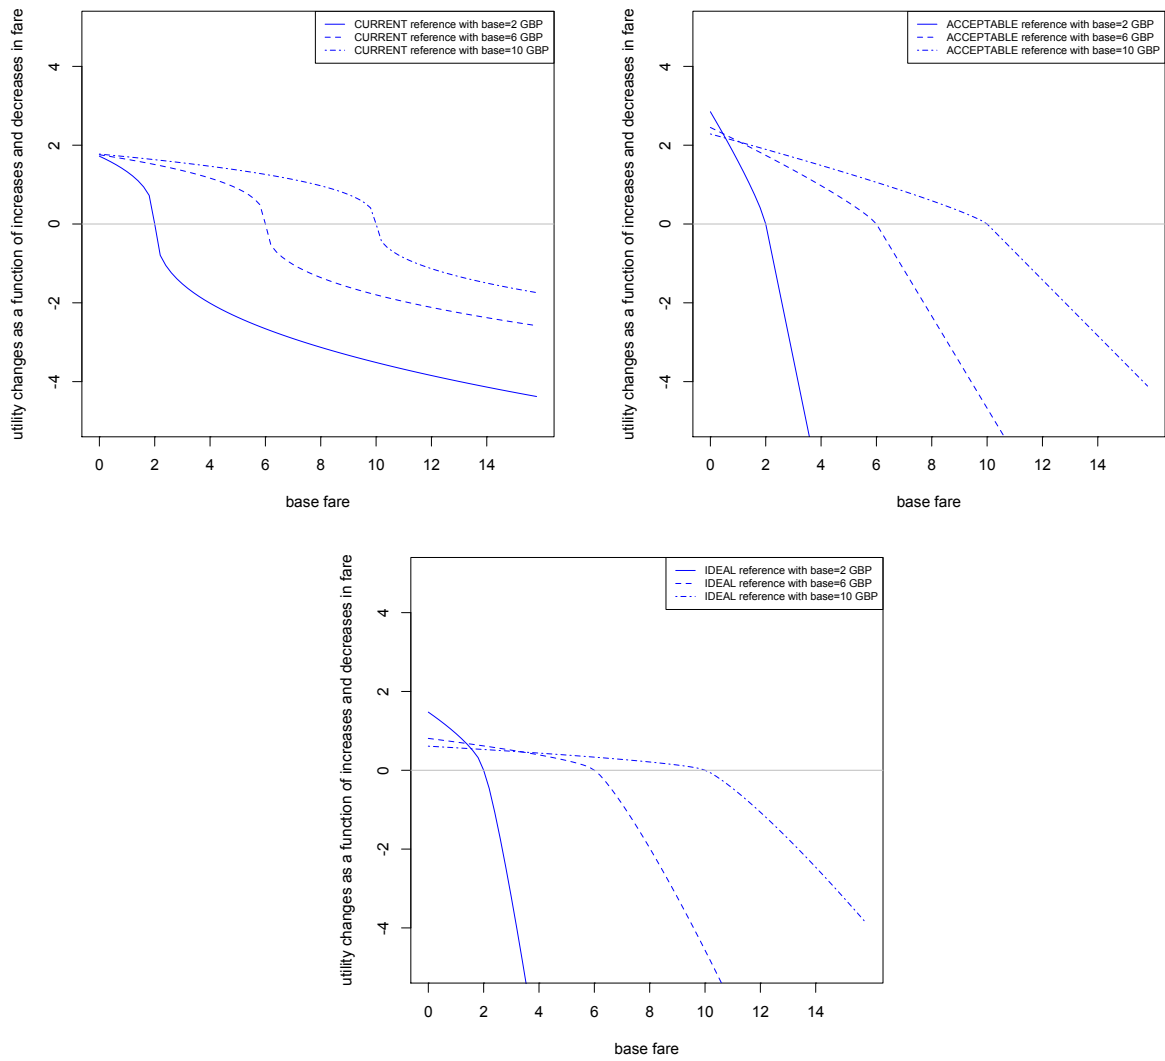 CURRENT reference with base=2 GBP
CURRENT reference with base=6 GBP
CURRENT reference with base=10 GBP
utility changes as a function of increases and decreases in fare
4
2
0
-2
-4
0 2 4 6 8 10 12 14
base fare
ACCEPTABLE reference with base=2 GBP
ACCEPTABLE reference with base=6 GBP
ACCEPTABLE reference with base=10 GBP
utility changes as a function of increases and decreases in fare
4
2
0
-2
-4
0 2 4 6 8 10 12 14
base fare
IDEAL reference with base=2 GBP
IDEAL reference with base=6 GBP
IDEAL reference with base=10 GBP
utility changes as a function of increases and decreases in fare
4
2
0
-2
-4
0 2 4 6 8 10 12 14
base fare